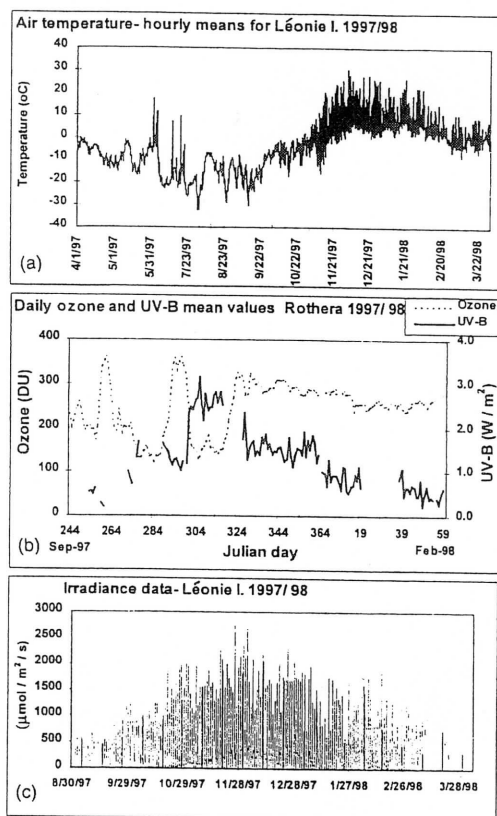 Air temperature- hourly means for Léonie I. 1997/98
Temperature (oC)
40
30
20
10
0
-10
-20
-30
-40
4/1/97
5/1/97
5/31/97
7/23/97
8/23/97
9/22/97
10/22/97
11/21/97
12/21/97
1/21/98
2/20/98
3/22/98
(a)
Daily ozone and UV-B mean values Rothera 1997/ 98
Ozone
UV-B
Ozone (DU)
400
300
200
100
0
UV-B (W / m²)
4.0
3.0
2.0
1.0
0.0
244 264 284 304 324 344 364 19 39 59
Sep-97 Julian day Feb-98
(b)
Irradiance data- Léonie I. 1997/ 98
(µmol / m² / s)
3000
2500
2000
1500
1000
500
0
8/30/97 9/29/97 10/29/97 11/28/97 12/28/97 1/27/98 2/26/98 3/28/98
(c)